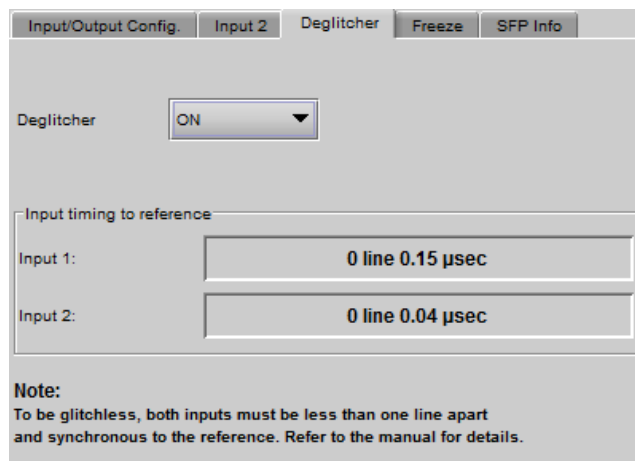 Input/Output Config. Input 2 Deglitcher Freeze SFP Info
Deglitcher ON
Input timing to reference
Input 1: 0 line 0.15 µsec
Input 2: 0 line 0.04 µsec
Note:
To be glitchless, both inputs must be less than one line apart
and synchronous to the reference. Refer to the manual for details.